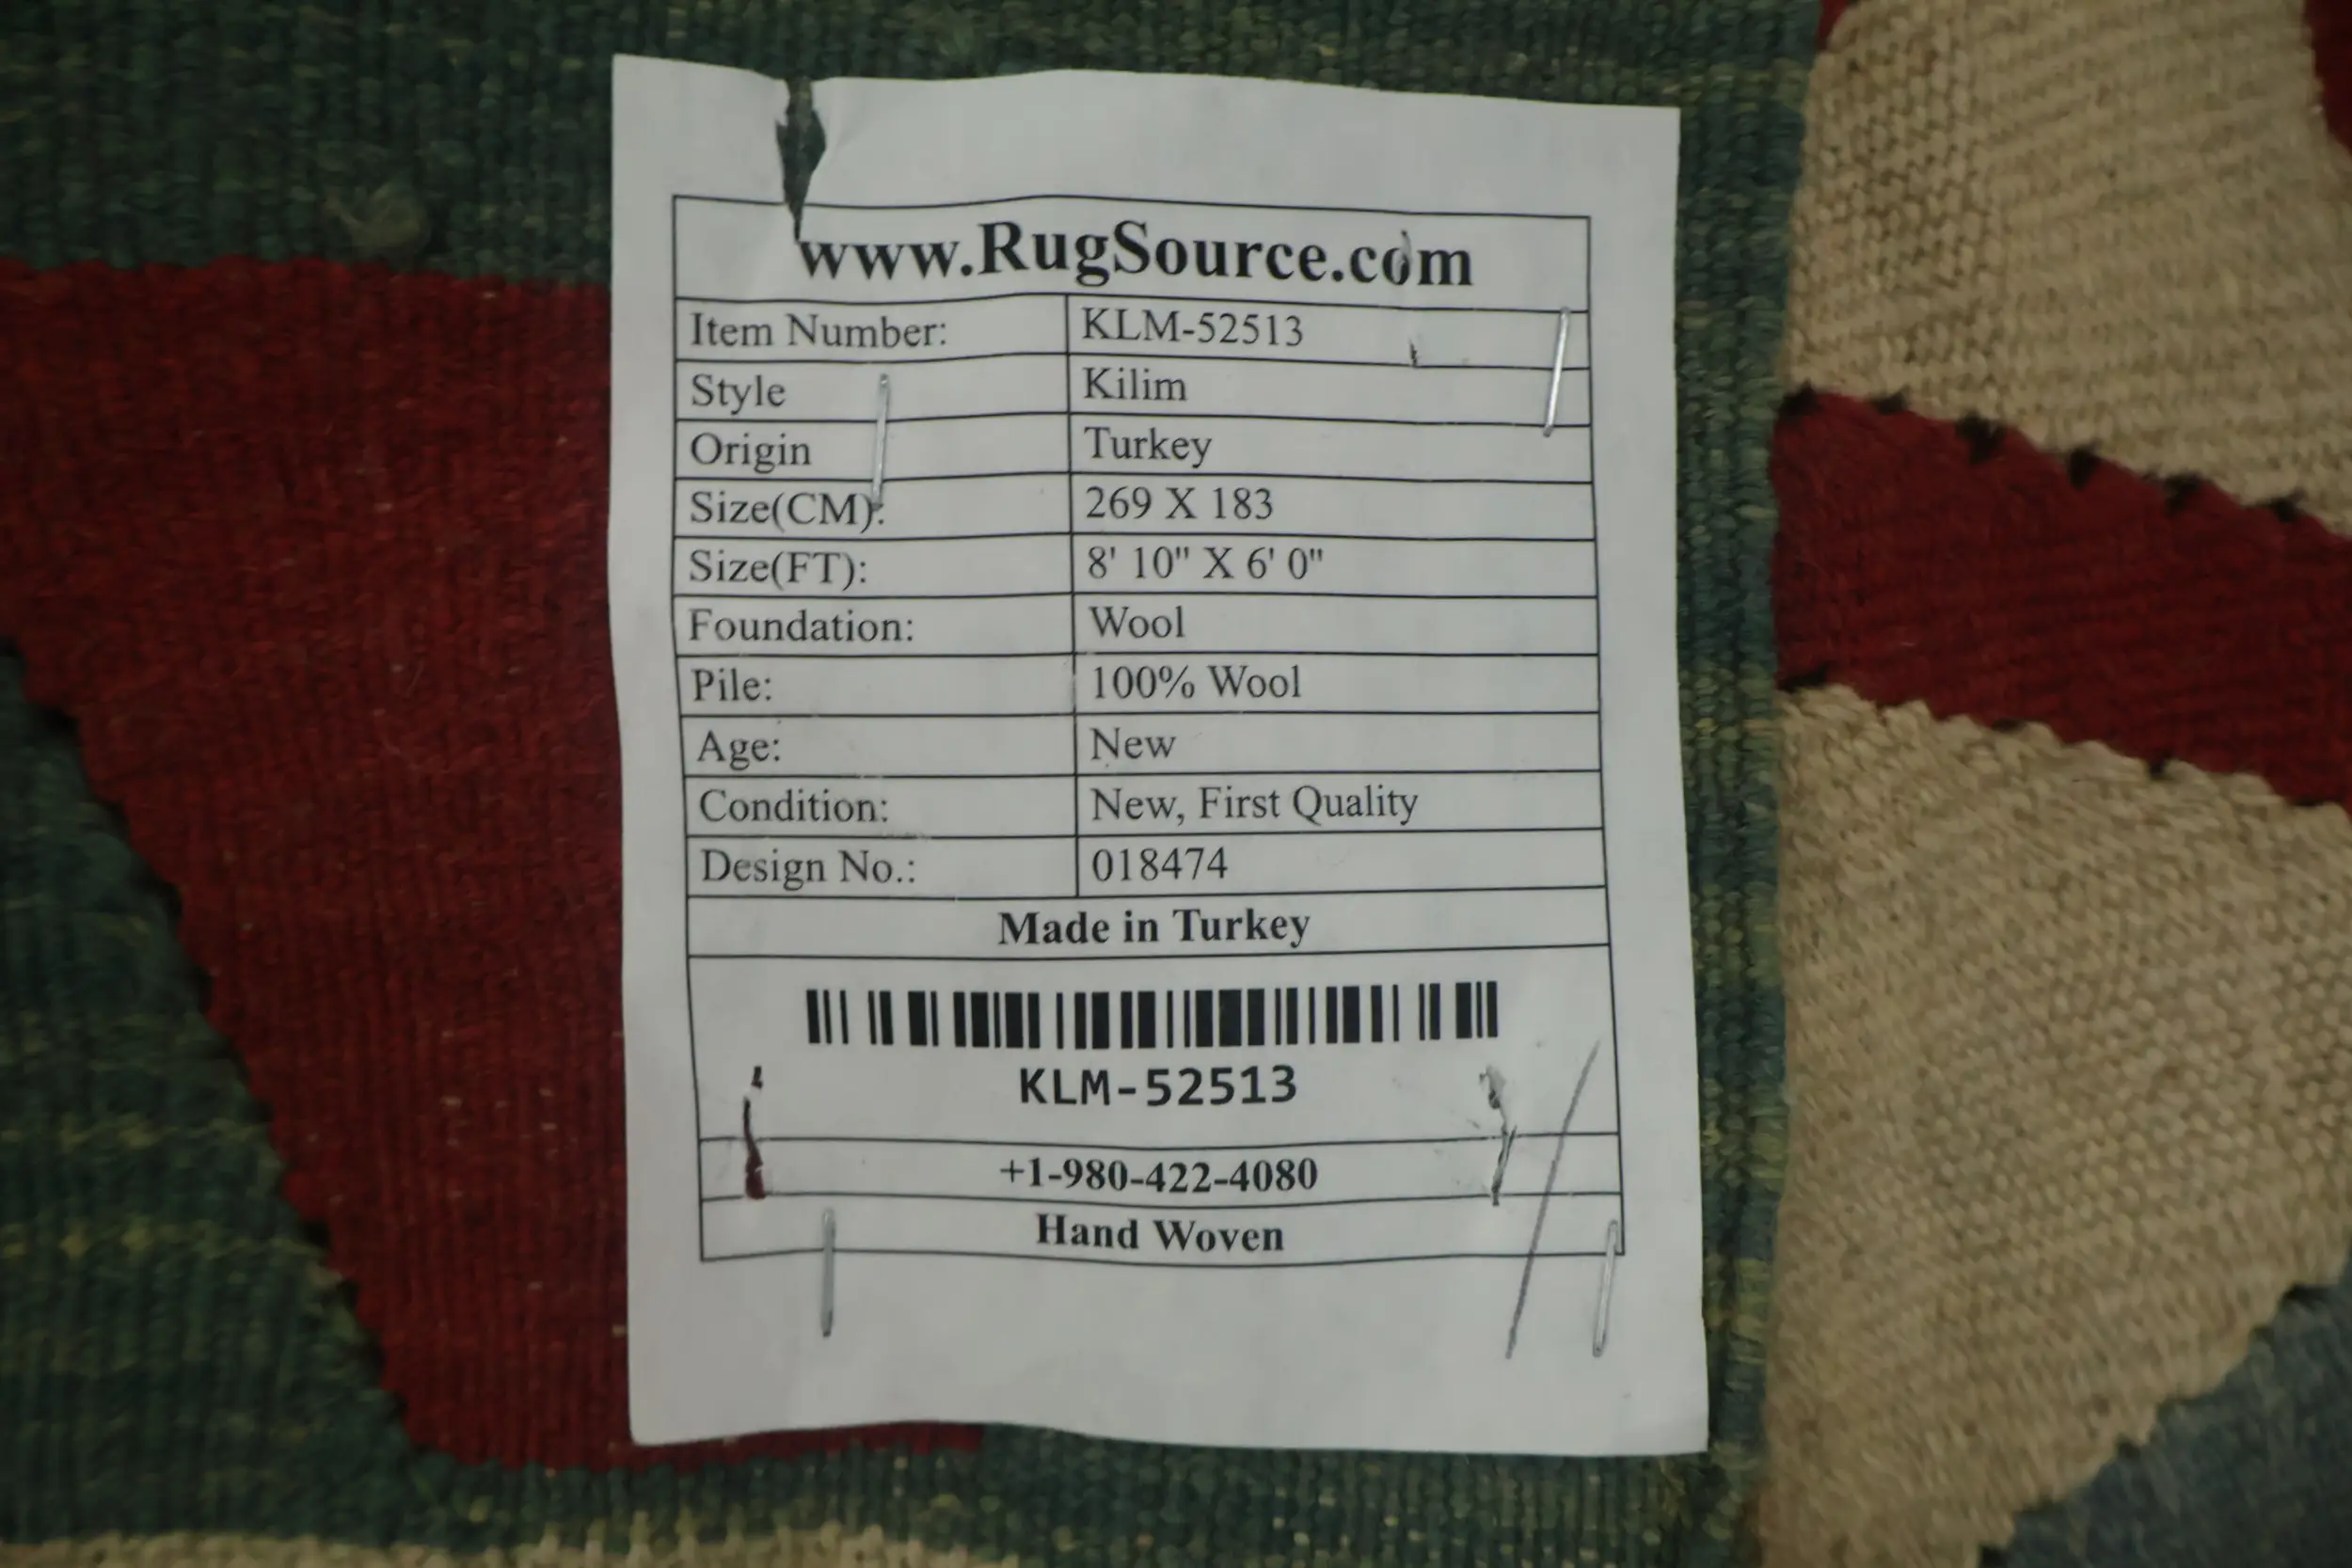 www.RugSource.com
Item Number: KLM-52513
Style Kilim
Origin Turkey
Size(CM): 269 X 183
Size(FT): 8' 10" X 6' 0"
Foundation: Wool
Pile: 100% Wool
Age: New
Condition: New, First Quality
Design No.: 018474
Made in Turkey
KLM-52513
+1-980-422-4080
Hand Woven